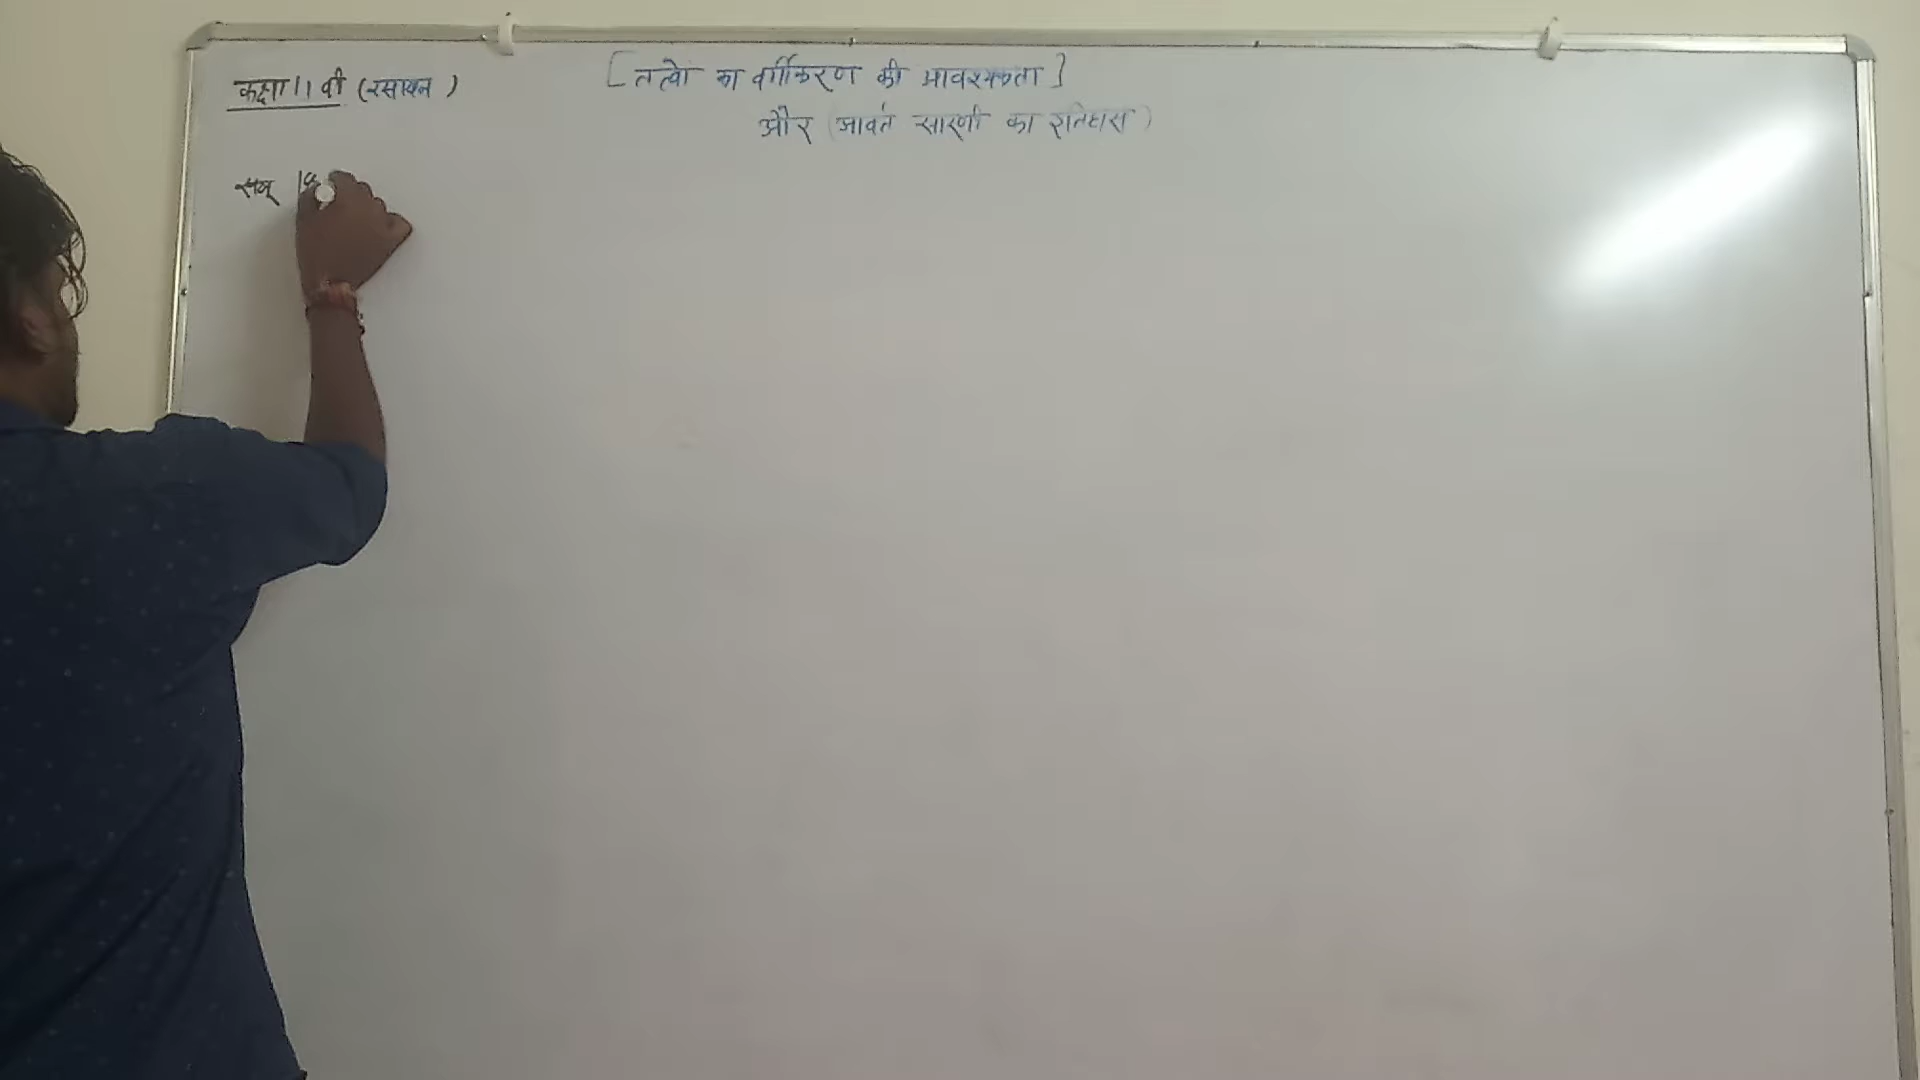 कक्षा 11 वी (रसायन)
[तत्वो का वर्गीकरण की आवश्यकता]
और (आवर्त सारणी का इतिहास)
सन्